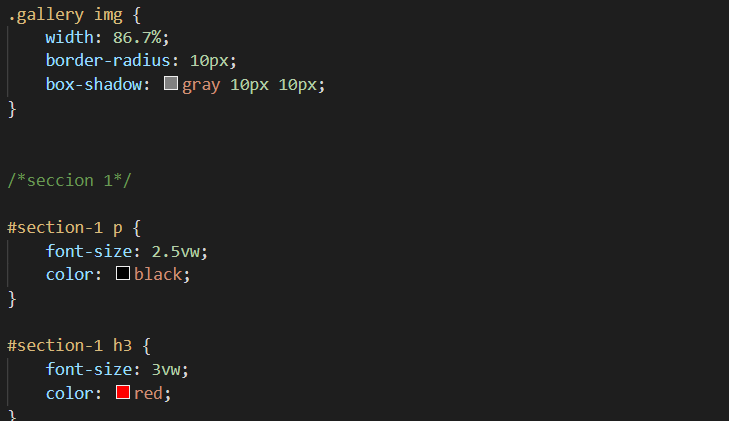 .gallery img {
    width: 86.7%;
    border-radius: 10px;
    box-shadow: gray 10px 10px;
}
/*seccion 1*/
#section-1 p {
    font-size: 2.5vw;
    color: black;
}
#section-1 h3 {
    font-size: 3vw;
    color: red;
}